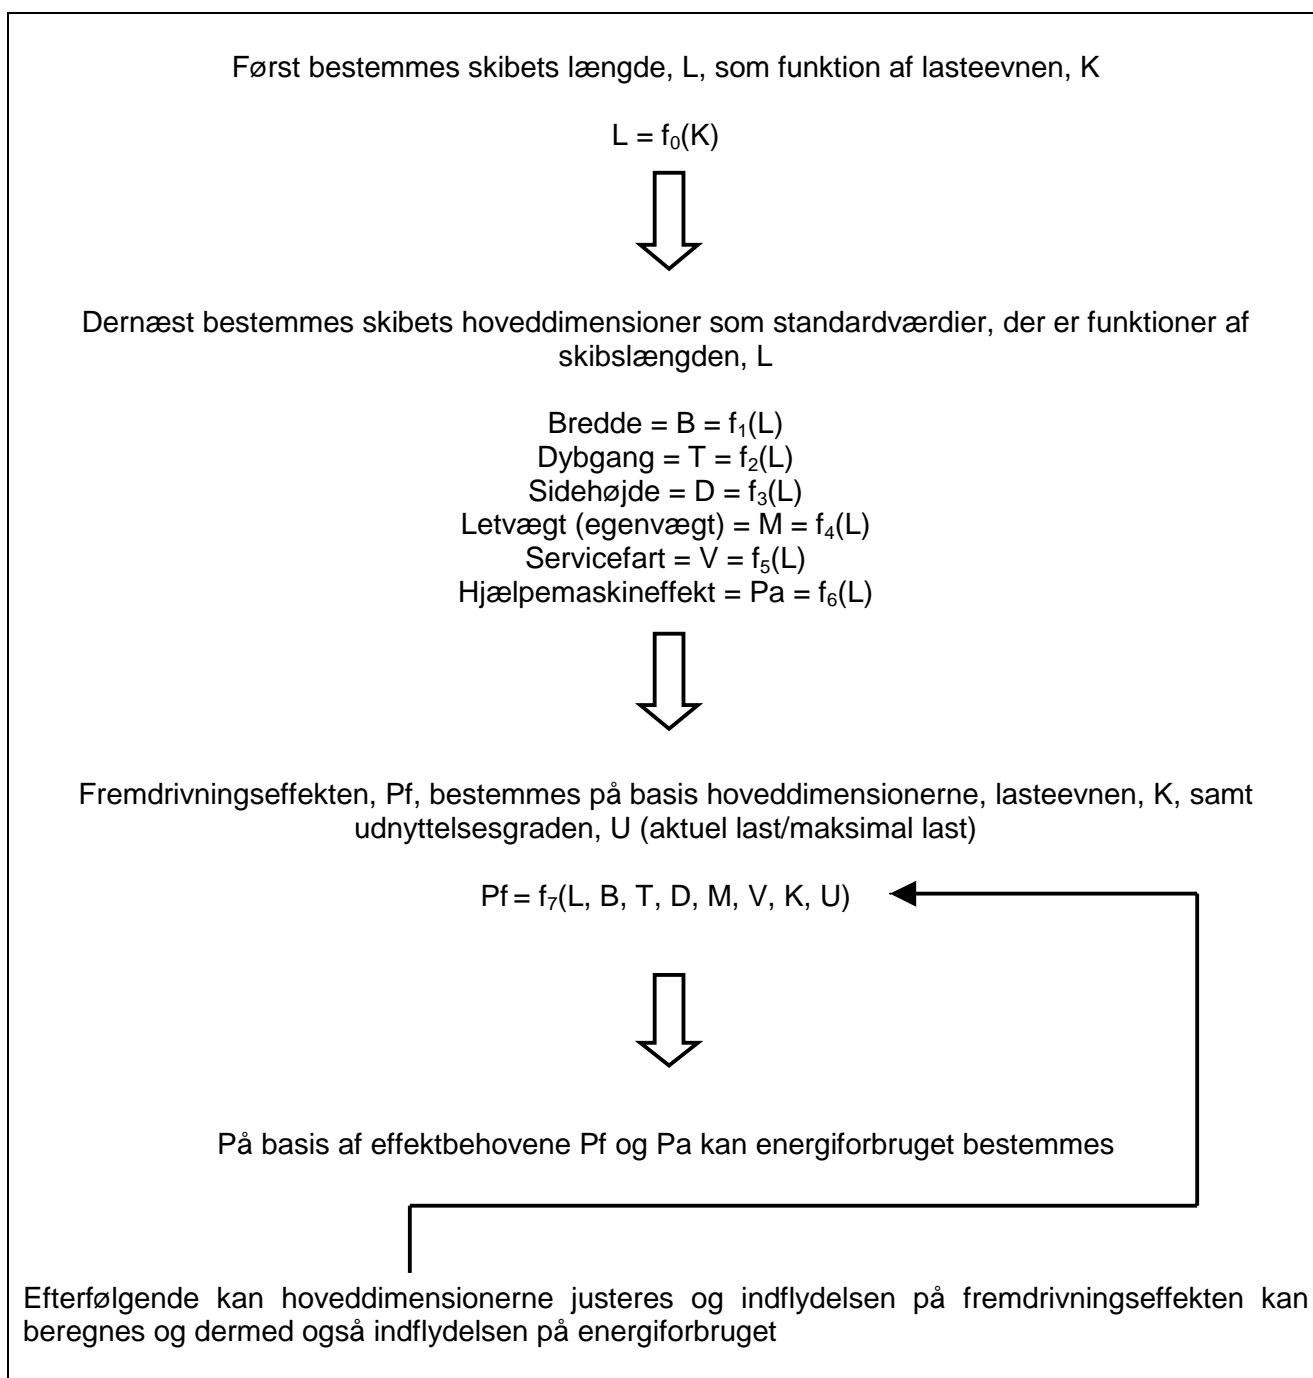 Først bestemmes skibets længde, L, som funktion af lasteevnen, K
L = f₀(K)
Dernæst bestemmes skibets hoveddimensioner som standardværdier, der er funktioner af
skibslængden, L
Bredde = B = f₁(L)
Dybgang = T = f₂(L)
Sidehøjde = D = f₃(L)
Letvægt (egenvægt) = M = f₄(L)
Servicefart = V = f₅(L)
Hjælpemaskineffekt = Pa = f₆(L)
Fremdrivningseffekten, Pf, bestemmes på basis hoveddimensionerne, lasteevnen, K, samt
udnyttelsesgraden, U (aktuel last/maksimal last)
Pf = f₇(L, B, T, D, M, V, K, U)
På basis af effektbehovene Pf og Pa kan energiforbruget bestemmes
Efterfølgende kan hoveddimensionerne justeres og indflydelsen på fremdrivningseffekten kan
beregnes og dermed også indflydelsen på energiforbruget